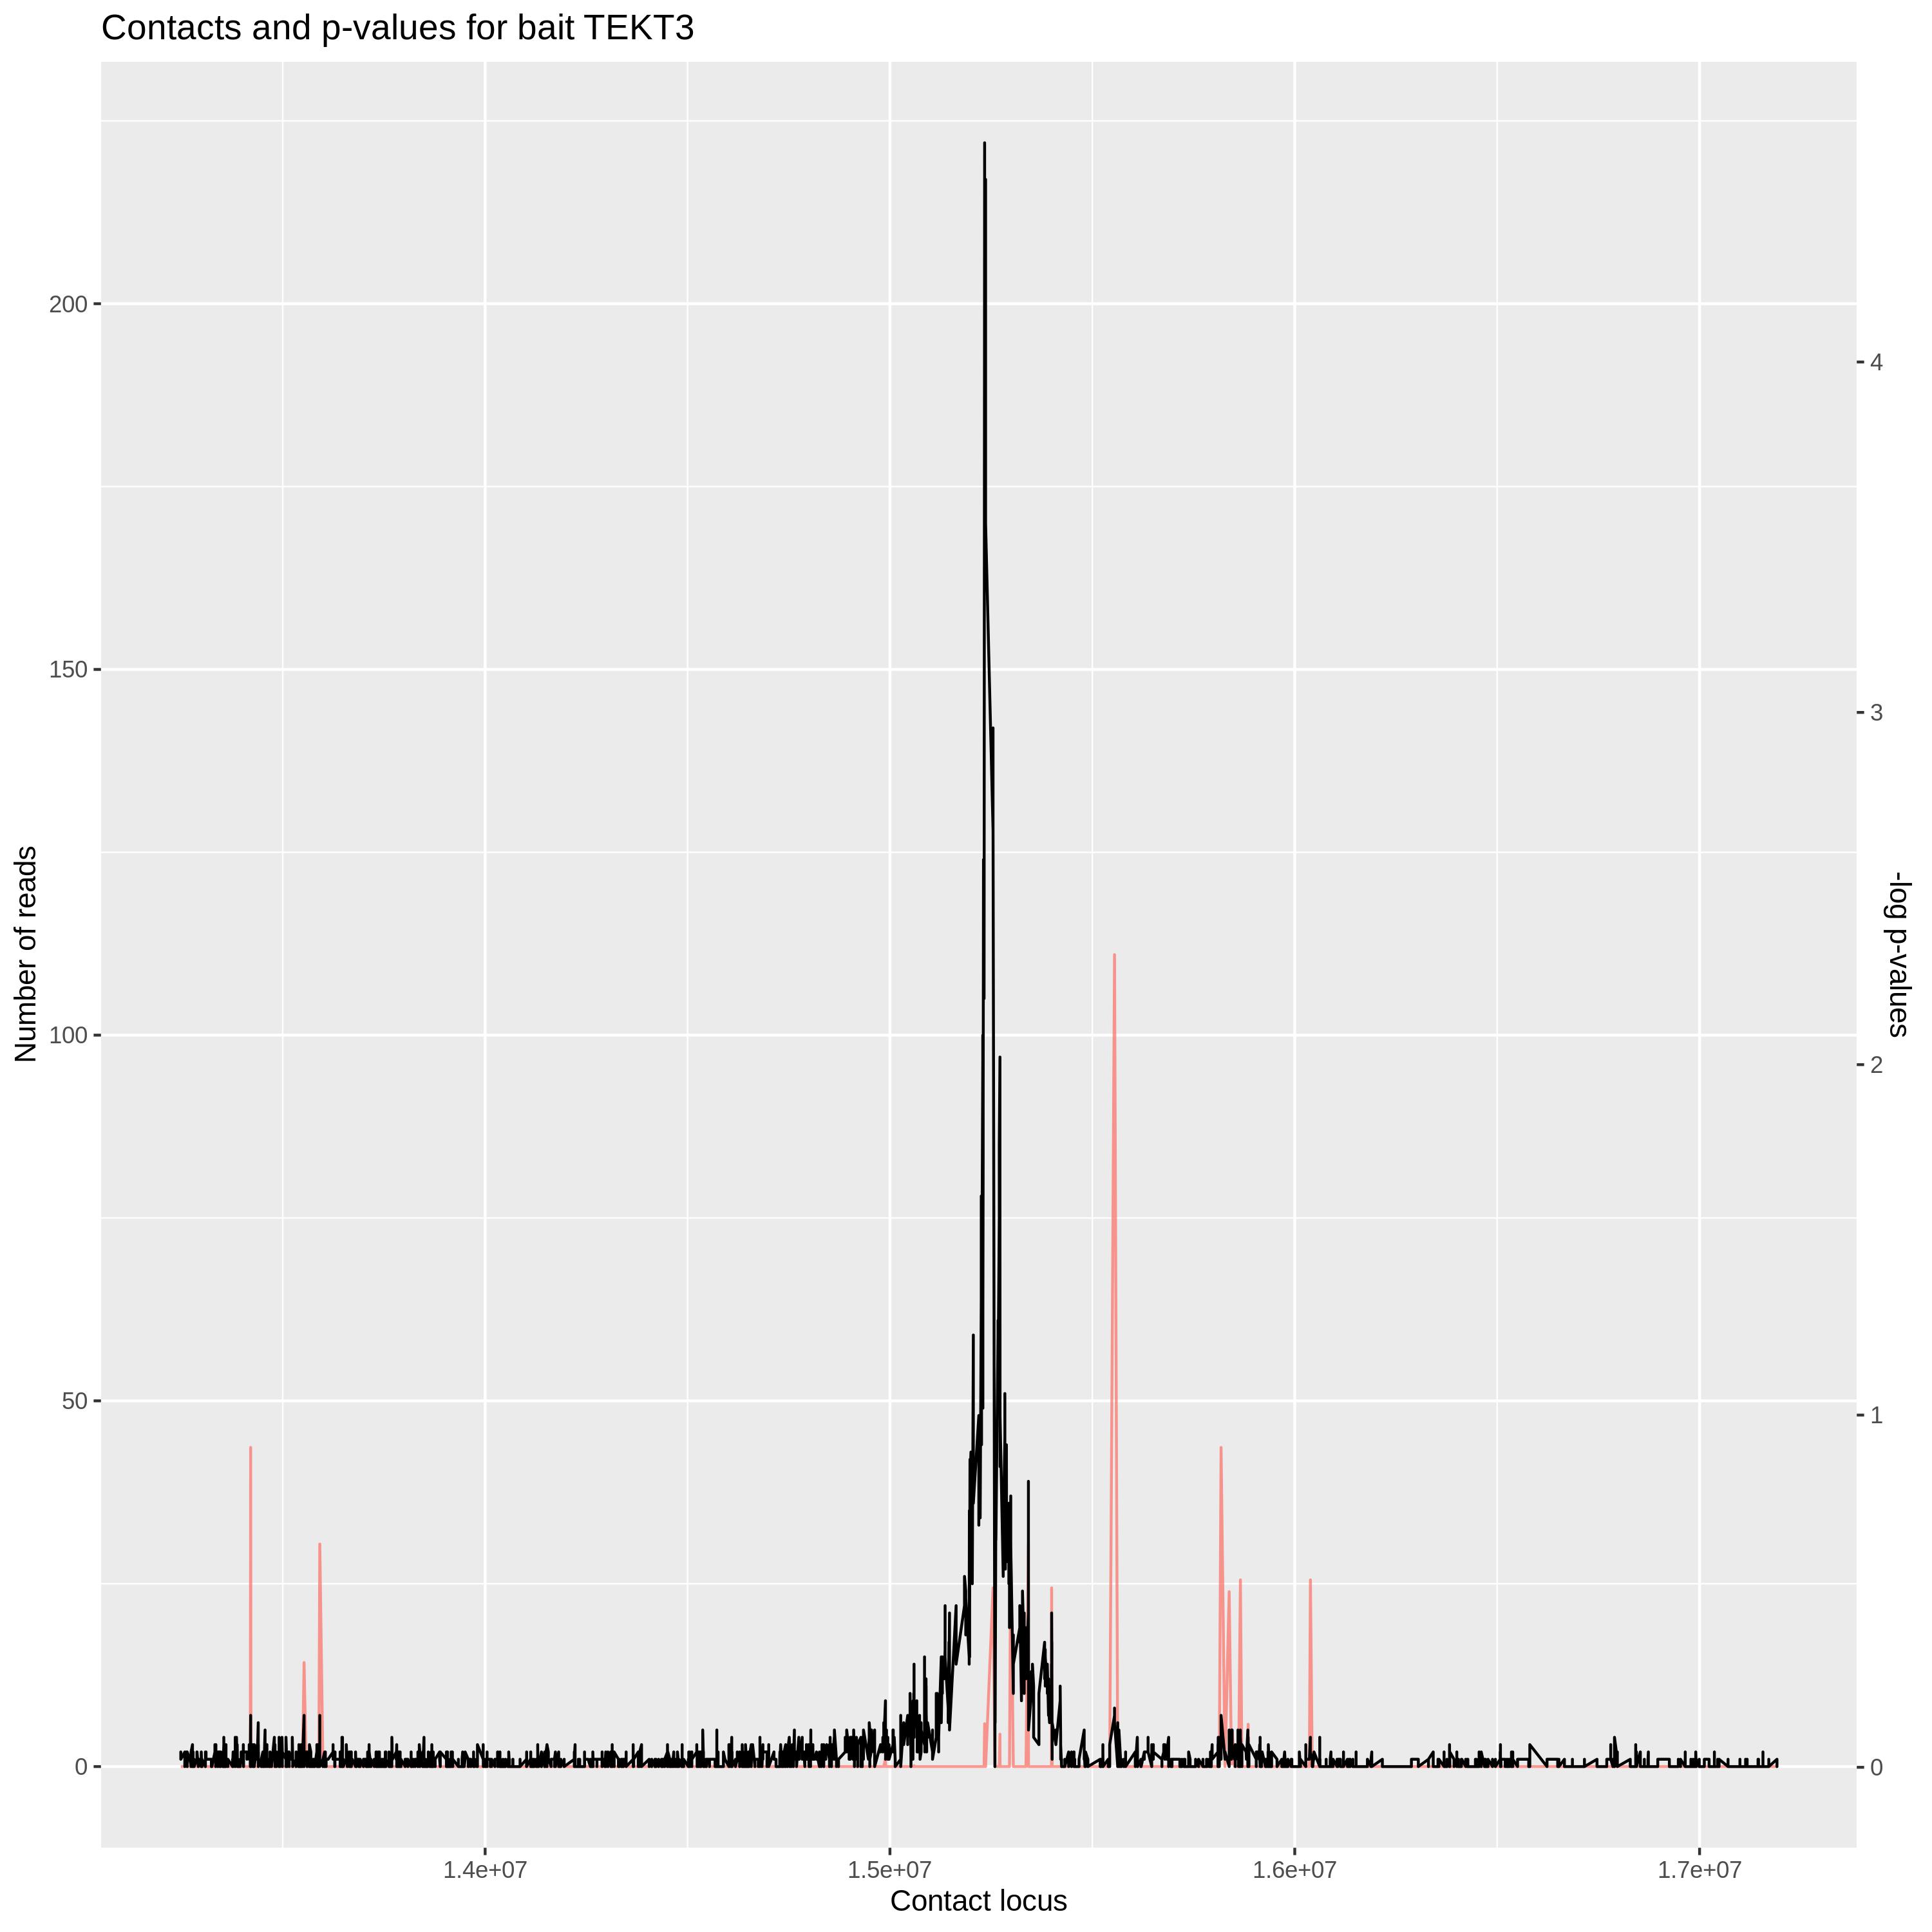 Contacts and p-values for bait TEKT3
Number of reads
200
150
100
50
0
4
3
2
1
0
-log p-values
1.4e+07
1.5e+07
1.6e+07
1.7e+07
Contact locus